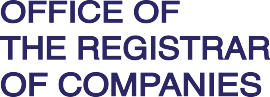 OFFICE OF
THE REGISTRAR
OF COMPANIES